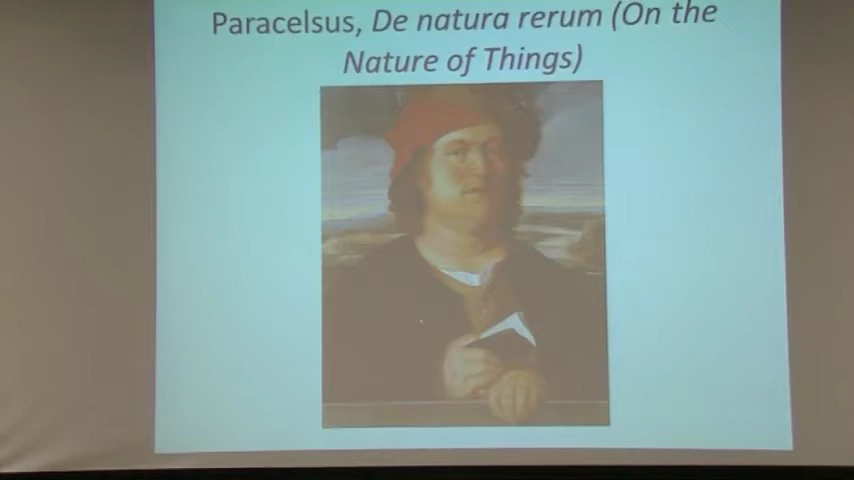 Paracelsus, De natura rerum (On the
Nature of Things)